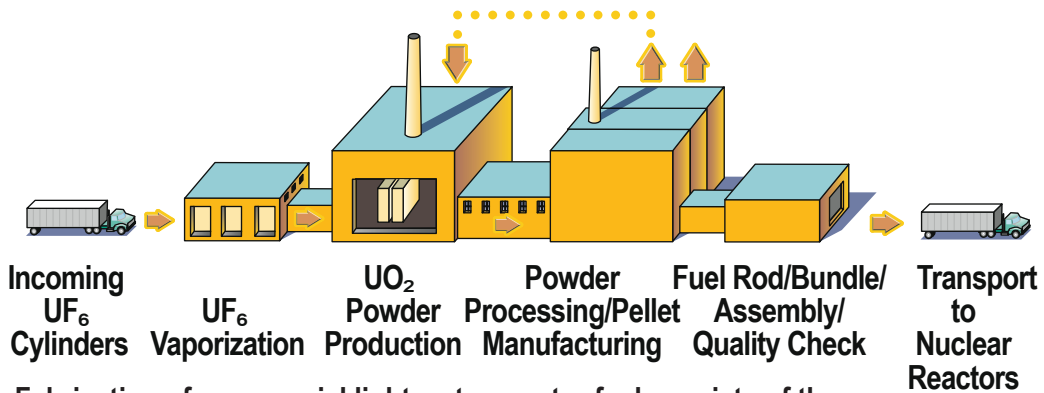 Incoming
UF₆
Cylinders
UF₆
Vaporization
UO₂
Powder
Production
Powder
Processing/Pellet
Manufacturing
Fuel Rod/Bundle/
Assembly/
Quality Check
Transport
to
Nuclear
Reactors